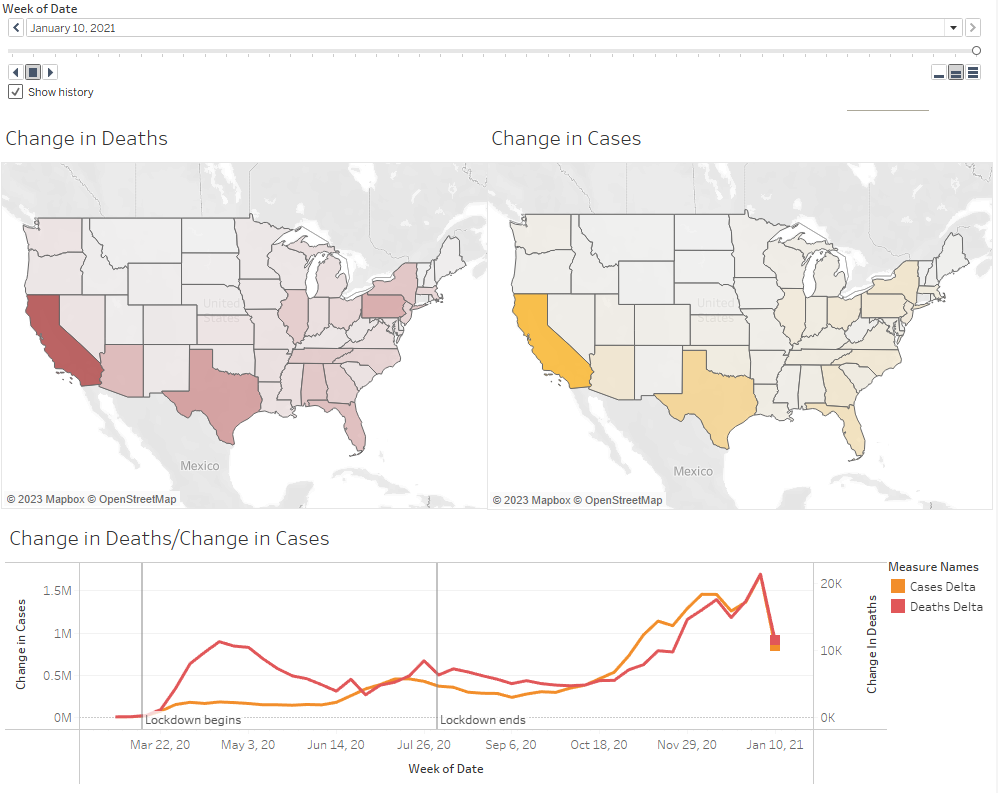 Week of Date
January 10, 2021
Show history
Change in Deaths
Change in Cases
United
States
Mexico
© 2023 Mapbox © OpenStreetMap
United
States
Mexico
© 2023 Mapbox © OpenStreetMap
Change in Deaths/Change in Cases
Change in Cases
1.5M
1M
0.5M
0M
Lockdown begins
Lockdown ends
20K
10K
0K
Change In Deaths
Mar 22, 20
May 3, 20
Jun 14, 20
Jul 26, 20
Sep 6, 20
Oct 18, 20
Nov 29, 20
Jan 10, 21
Week of Date
Measure Names
Cases Delta
Deaths Delta